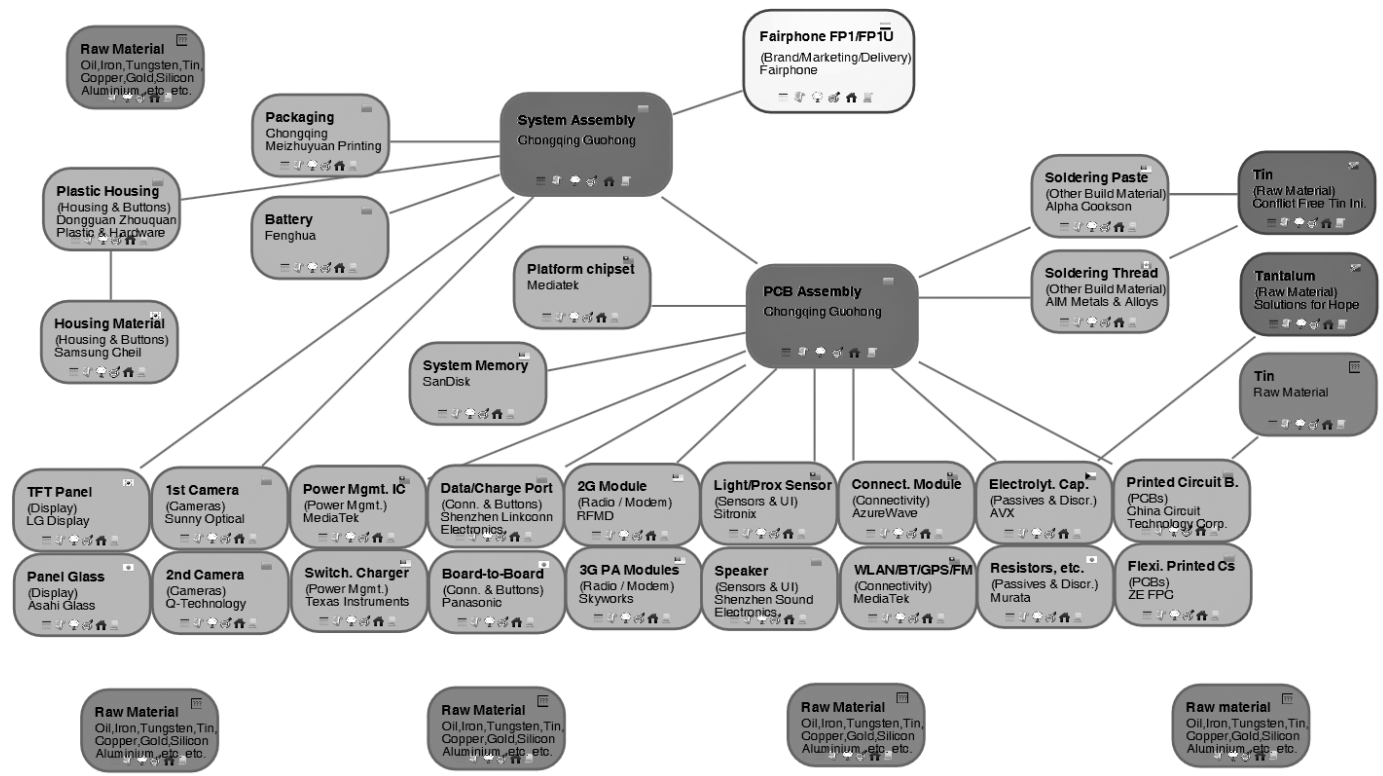 Fairphone FP1/FP1U
(Brand/Marketing/Delivery)
Fairphone
Raw Material
Oil,Iron,Tungsten,Tin,
Copper,Gold,Silicon
Aluminium, etc. etc.
Packaging
Chongqing
Meizhuyuan Printing
System Assembly
Chongqing Guohong
Plastic Housing
(Housing & Buttons)
Dongguan Zhouquan
Plastic & Hardware
Battery
Fenghua
Soldering Paste
(Other Build Material)
Alpha Cookson
Tin
(Raw Material)
Conflict Free Tin Ini.
Platform chipset
Mediatek
PCB Assembly
Chongqing Guohong
Soldering Thread
(Other Build Material)
AIM Metals & Alloys
Tantalum
(Raw Material)
Solutions for Hope
Housing Material
(Housing & Buttons)
Samsung Cheil
System Memory
SanDisk
Tin
Raw Material
TFT Panel
(Display)
LG Display
1st Camera
(Cameras)
Sunny Optical
Power Mgmt. IC
(Power Mgmt.)
MediaTek
Data/Charge Port
(Conn. & Buttons)
Shenzhen Linkconn
Electronics
2G Module
(Radio / Modem)
RFMD
Light/Prox Sensor
(Sensors & UI)
Sitronix
Connect. Module
(Connectivity)
AzureWave
Electrolyt. Cap.
(Passives & Discr.)
AVX
Printed Circuit B.
(PCBs)
China Circuit
Technology Corp.
Panel Glass
(Display)
Asahi Glass
2nd Camera
(Cameras)
Q-Technology
Switch. Charger
(Power Mgmt.)
Texas Instruments
Board-to-Board
(Conn. & Buttons)
Panasonic
3G PA Modules
(Radio / Modem)
Skyworks
Speaker
(Sensors & UI)
Shenzhen Sound
Electronics
WLAN/BT/GPS/FM
(Connectivity)
MediaTek
Resistors, etc.
(Passives & Discr.)
Murata
Flexi. Printed Cs
(PCBs)
ZE FPC
Raw Material
Oil,Iron,Tungsten,Tin,
Copper,Gold,Silicon
Aluminium, etc. etc.
Raw Material
Oil,Iron,Tungsten,Tin,
Copper,Gold,Silicon
Aluminium, etc. etc.
Raw Material
Oil,Iron,Tungsten,Tin,
Copper,Gold,Silicon
Aluminium, etc. etc.
Raw material
Oil,Iron,Tungsten,Tin,
Copper,Gold,Silicon
Aluminium, etc. etc.